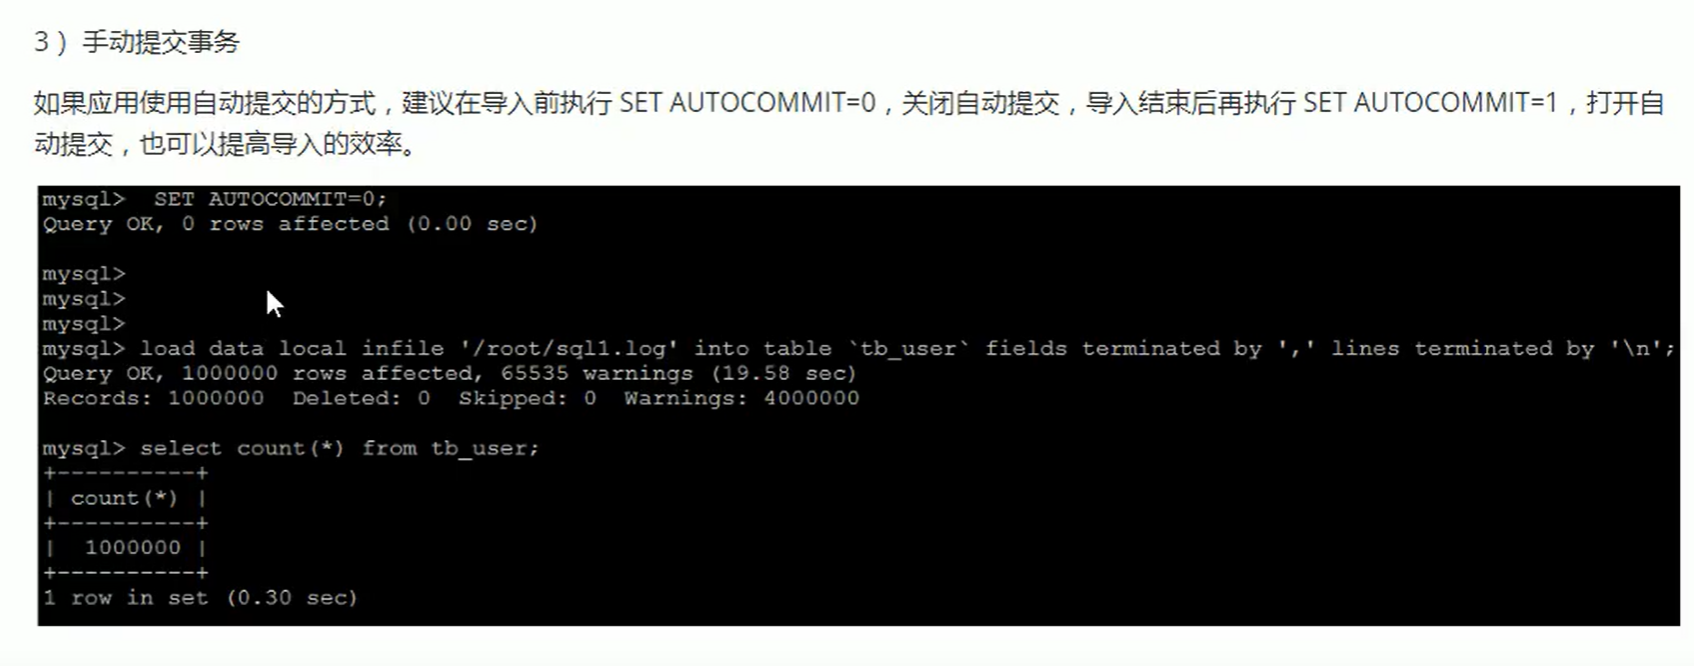 3）手动提交事务
如果应用使用自动提交的方式，建议在导入前执行 SET AUTOCOMMIT=0，关闭自动提交，导入结束后再执行 SET AUTOCOMMIT=1，打开自
动提交，也可以提高导入的效率。
mysql>  SET AUTOCOMMIT=0;
Query OK, 0 rows affected (0.00 sec)
mysql>
mysql>
mysql>
mysql> load data local infile '/root/sql1.log' into table `tb_user` fields terminated by ',' lines terminated by '\n';
Query OK, 1000000 rows affected, 65535 warnings (19.58 sec)
Records: 1000000  Deleted: 0  Skipped: 0  Warnings: 4000000
mysql> select count(*) from tb_user;
+----------+
| count(*) |
+----------+
|  1000000 |
+----------+
1 row in set (0.30 sec)